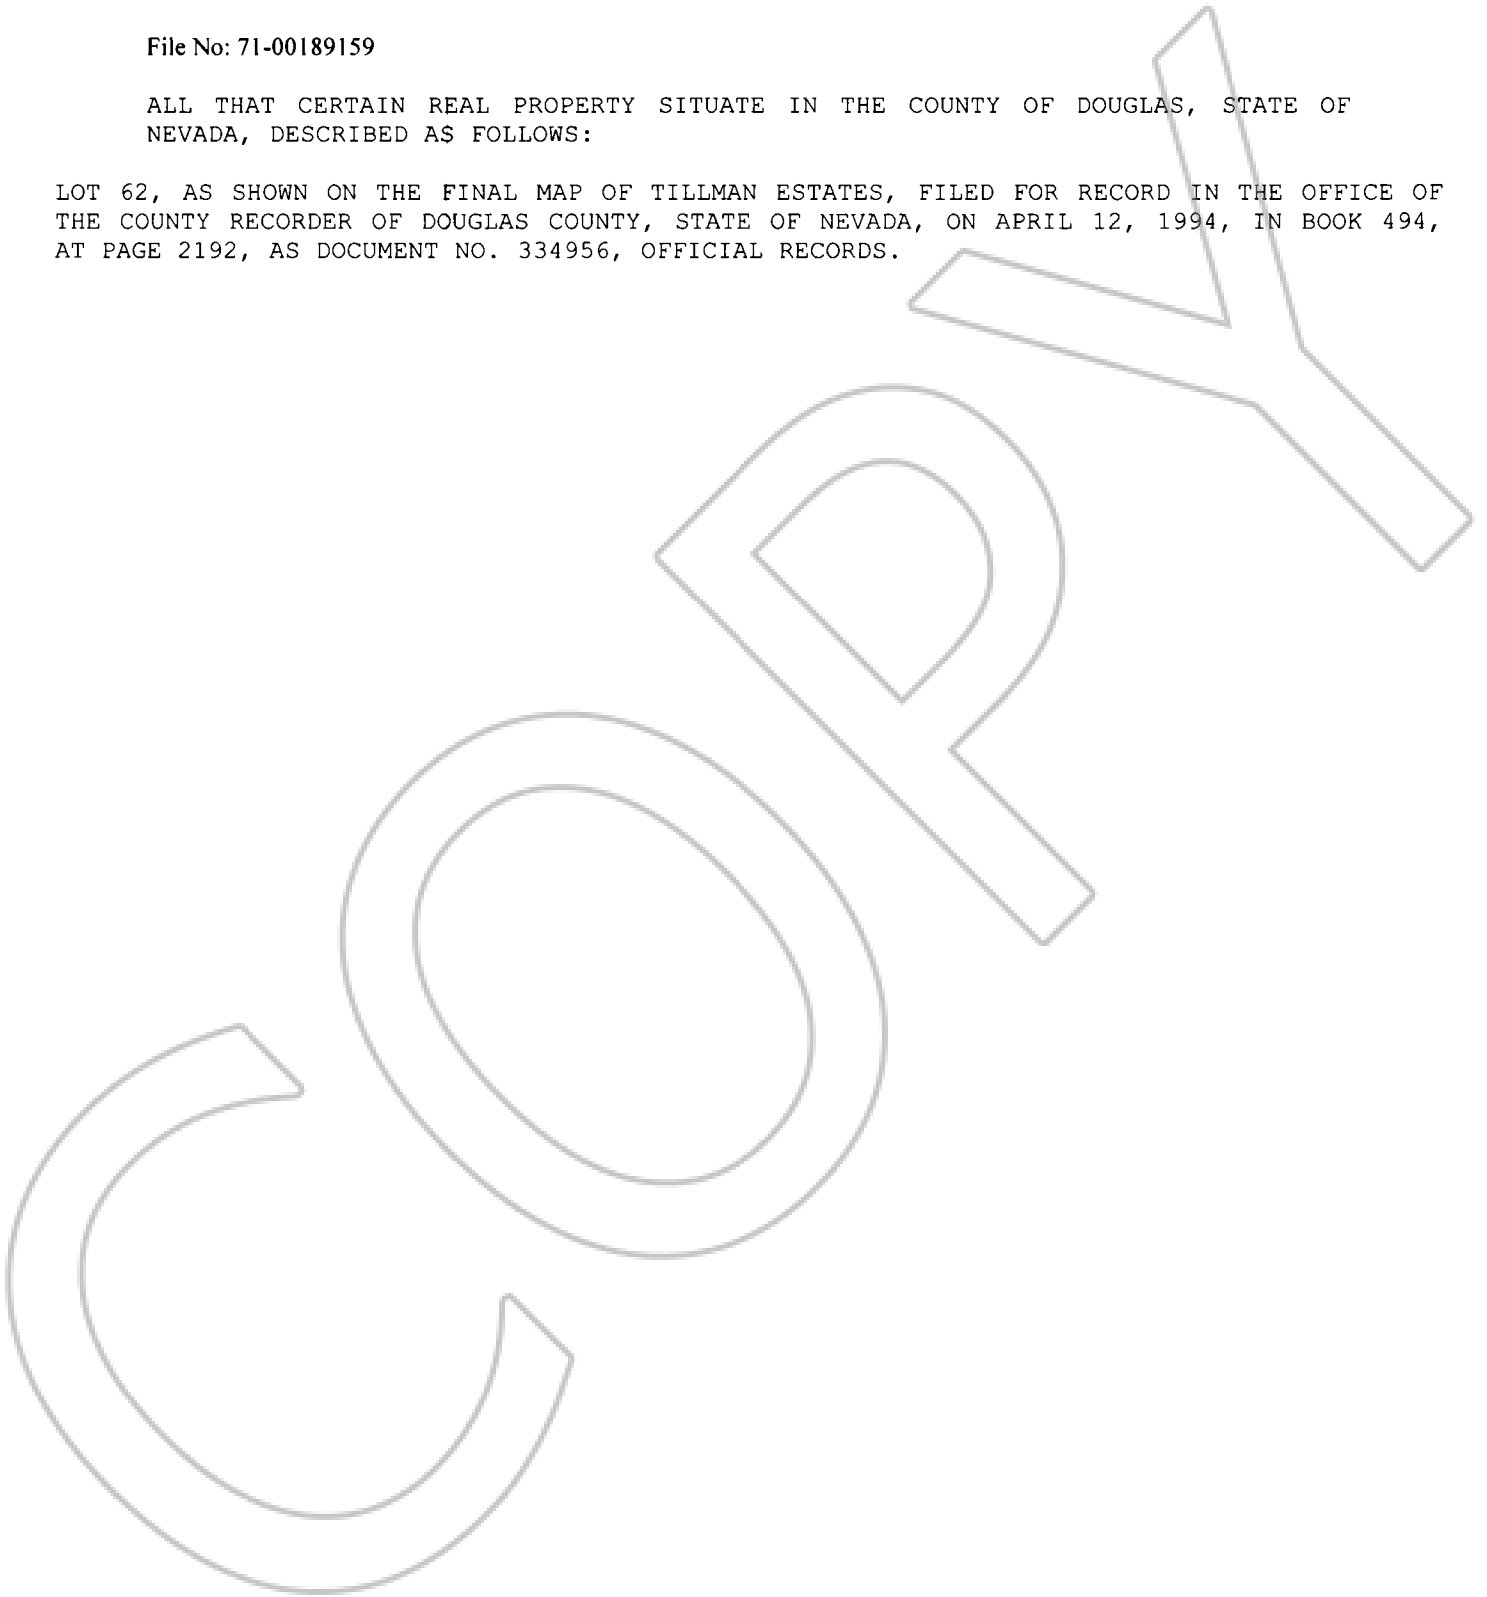 File No: 71-00189159
ALL THAT CERTAIN REAL PROPERTY SITUATE IN THE COUNTY OF DOUGLAS, STATE OF
NEVADA, DESCRIBED A$ FOLLOWS:
LOT 62, AS SHOWN ON THE FINAL MAP OF TILLMAN ESTATES, FILED FOR RECORD IN THE OFFICE OF
THE COUNTY RECORDER OF DOUGLAS COUNTY, STATE OF NEVADA, ON APRIL 12, 1994, IN BOOK 494,
AT PAGE 2192, AS DOCUMENT NO. 334956, OFFICIAL RECORDS.
COPY